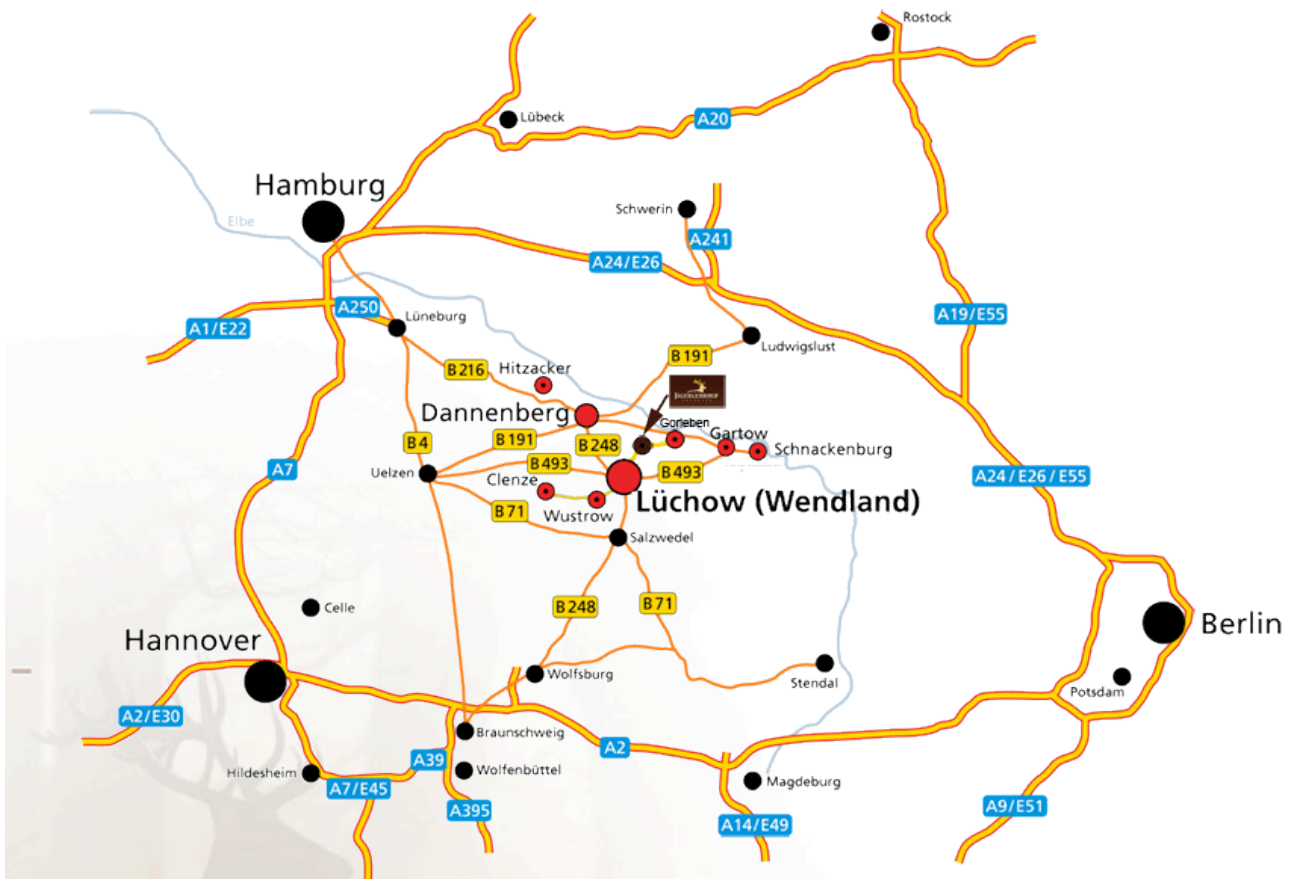 Rostock
Lübeck
A20
Hamburg
Schwerin
Elbe
A241
A24/E26
A250
A1/E22
Lüneburg
A19/E55
Ludwigslust
B191
B216
Hitzacker
Dannenberg
Gorleben
Gartow
B4
B191
B248
Schnackenburg
A7
Uelzen
B493
B493
A24/E26/E55
Clenze
Lüchow (Wendland)
B71
Wustrow
Salzwedel
B248
B71
Celle
Berlin
Hannover
Wolfsburg
Stendal
Potsdam
A2/E30
Braunschweig
A2
A39
Hildesheim
Wolfenbüttel
Magdeburg
A7/E45
A395
A9/E51
A14/E49